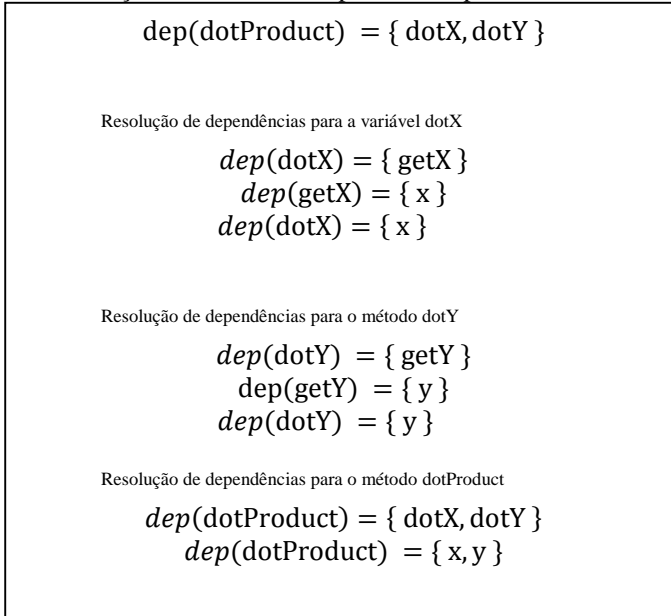 dep(dotProduct) = { dotX, dotY }
Resolução de dependências para a variável dotX
dep(dotX) = { getX }
dep(getX) = { x }
dep(dotX) = { x }
Resolução de dependências para o método dotY
dep(dotY) = { getY }
dep(getY) = { y }
dep(dotY) = { y }
Resolução de dependências para o método dotProduct
dep(dotProduct) = { dotX, dotY }
dep(dotProduct) = { x, y }